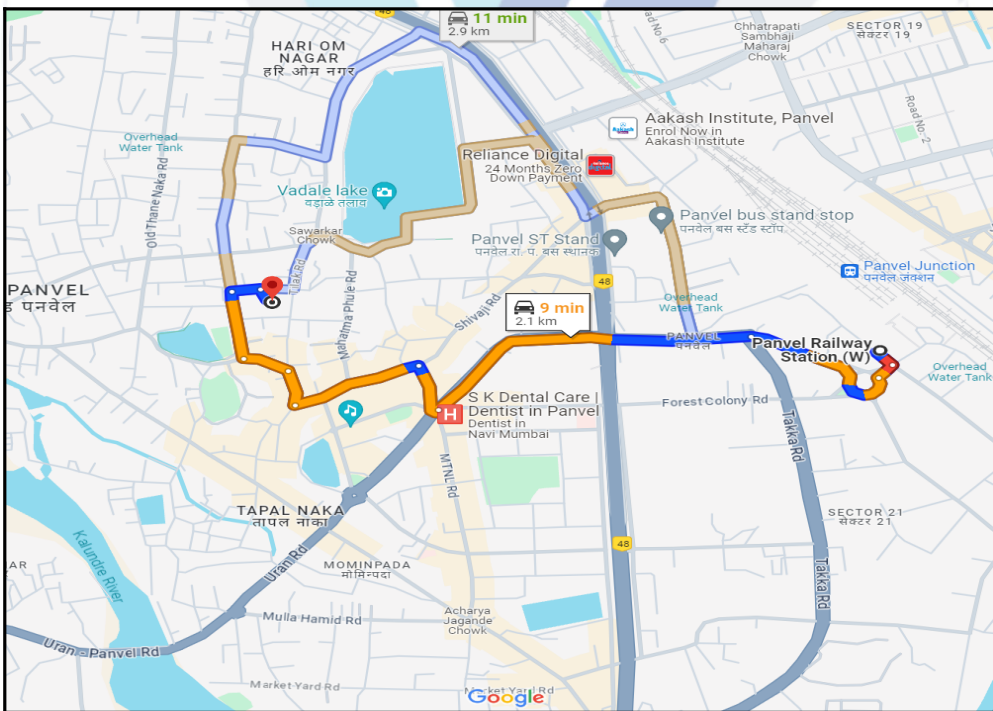 48
11 min
2.9 km
HARI OM
NAGAR
हरि ओम नगर
Chhatrapati
Sambhaji
Maharaj
Chowk
SECTOR 19
सेक्टर 19
Road No-2
Overhead
Water Tank
Old Thane Naka Rd
Aakash Institute, Panvel
Enrol Now in
Aakash Institute
Reliance Digital
24 Months Zero
Down Payment
Vadale lake
वडाळे तलाव
Sawarkar
Chowk
Tilak Rd
Panvel bus stand stop
पनवेल बस स्टँड स्टॉप
Panvel ST Stand
पनवेल रा. प. बस स्थानक
Panvel Junction
पनवेल जंक्शन
PANVEL
पनवेल
48
Mahatma Phule Rd
Shivaji Rd
9 min
2.1 km
Overhead
Water Tank
PANVEL
पनवेल
Panvel Railway
Station (W)
Overhead
Water Tank
S K Dental Care |
Dentist in Panvel
Dentist in
Navi Mumbai
H
Forest Colony Rd
Takka Rd
MTNL Rd
TAPAL NAKA
तापल नाका
SECTOR 21
सेक्टर 21
48
Kalundre River
Uran Rd
MOMINPADA
मोमिनपदा
AR
Takka Rd
Mulla Hamid Rd
Acharya
Jagande
Chowk
Uran - Panvel Rd
Market Yard Rd
Market Yard Rd
Google